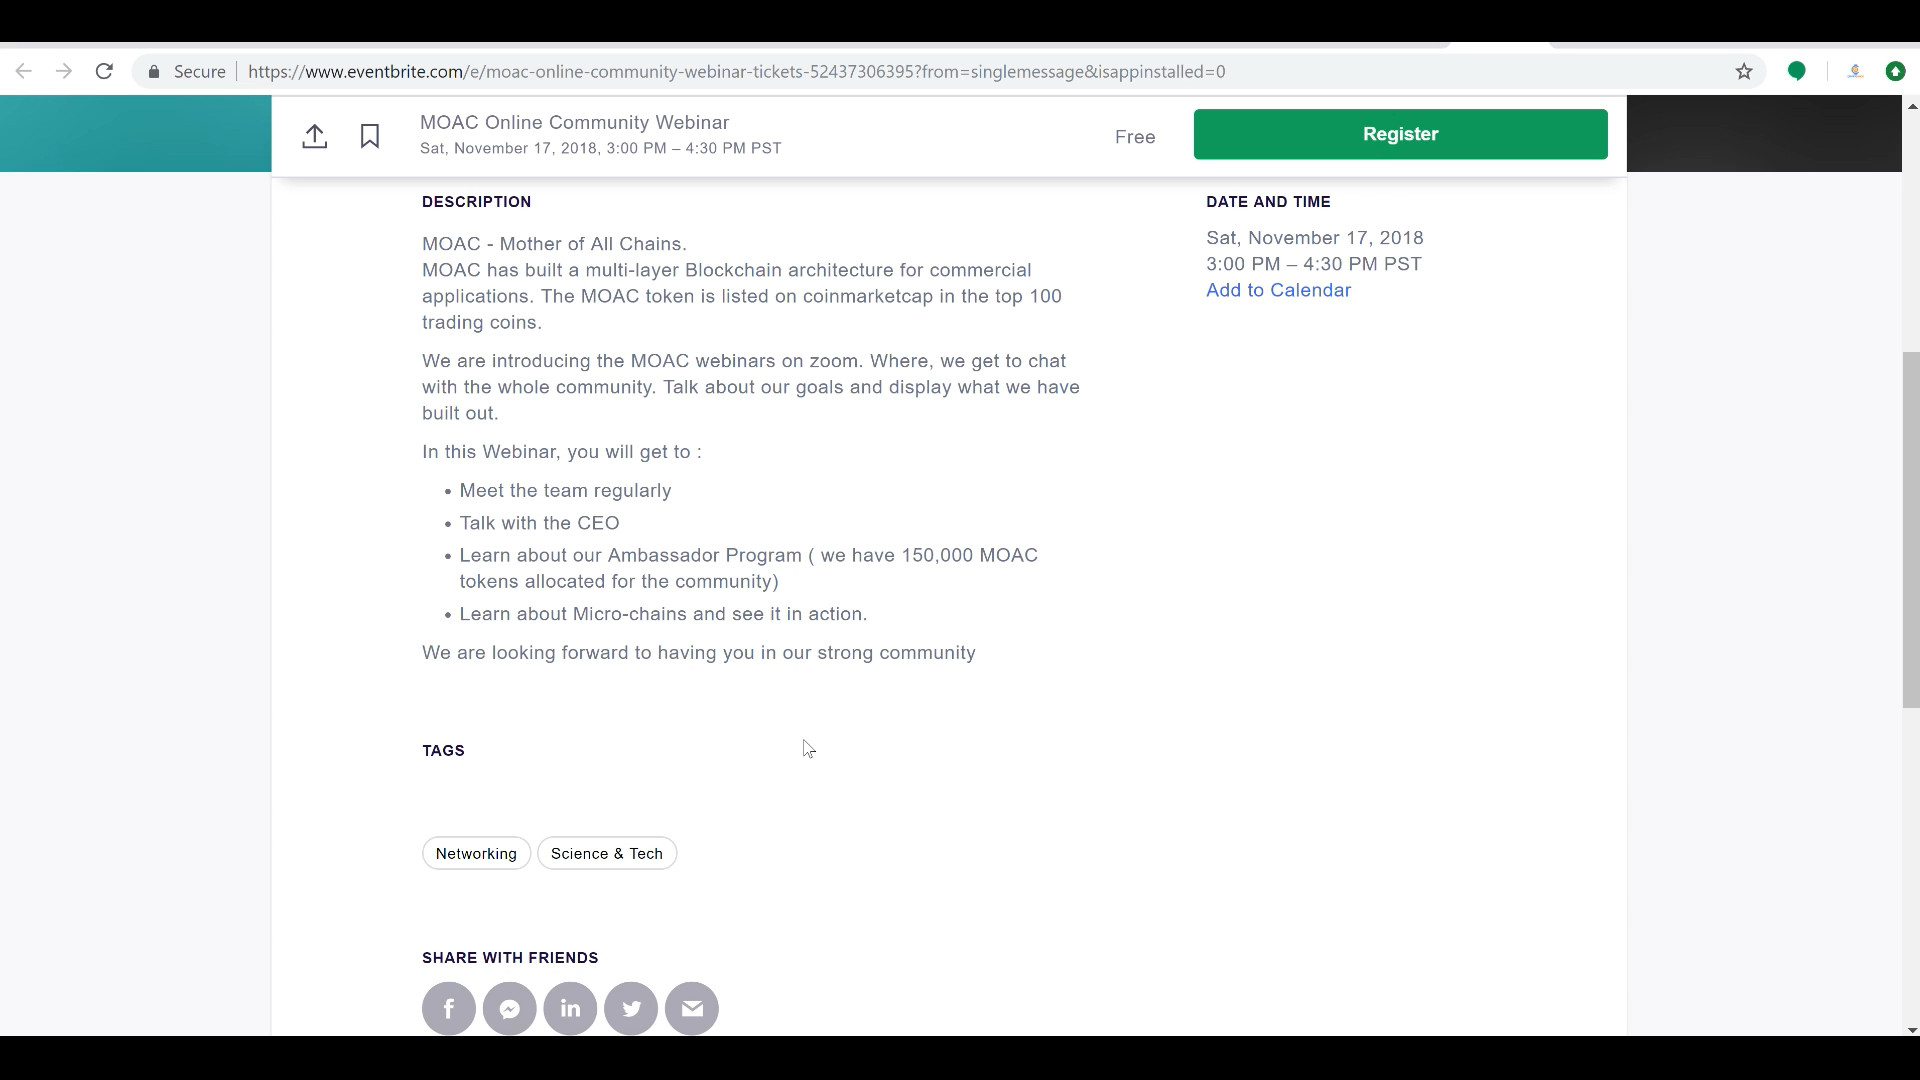 Secure
https://www.eventbrite.com/e/moac-online-community-webinar-tickets-52437306395?from=singlemessage&isappinstalled=0
MOAC Online Community Webinar
Sat, November 17, 2018, 3:00 PM – 4:30 PM PST
Free
Register
DESCRIPTION
MOAC - Mother of All Chains.
MOAC has built a multi-layer Blockchain architecture for commercial
applications. The MOAC token is listed on coinmarketcap in the top 100
trading coins.
We are introducing the MOAC webinars on zoom. Where, we get to chat
with the whole community. Talk about our goals and display what we have
built out.
In this Webinar, you will get to :
• Meet the team regularly
• Talk with the CEO
• Learn about our Ambassador Program ( we have 150,000 MOAC
tokens allocated for the community)
• Learn about Micro-chains and see it in action.
We are looking forward to having you in our strong community
DATE AND TIME
Sat, November 17, 2018
3:00 PM – 4:30 PM PST
Add to Calendar
TAGS
Networking
Science & Tech
SHARE WITH FRIENDS